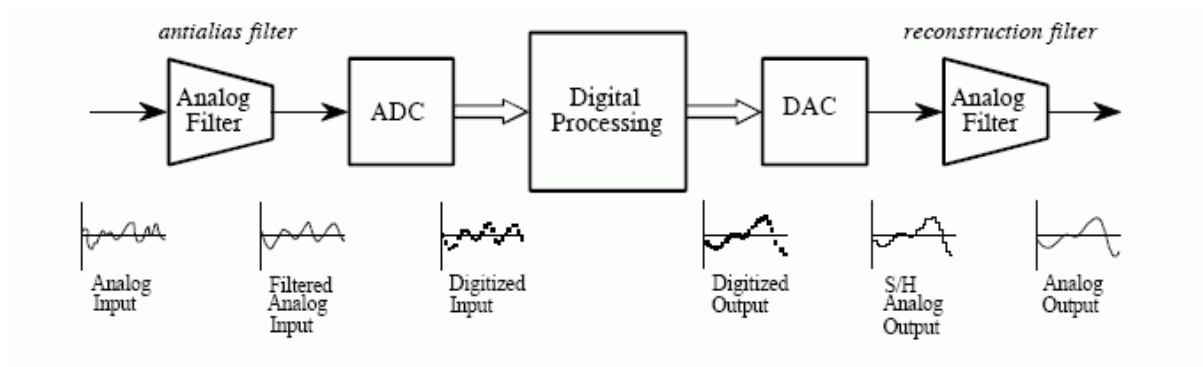 antialias filter
reconstruction filter
Analog
Filter
ADC
Digital
Processing
DAC
Analog
Filter
Analog
Input
Filtered
Analog
Input
Digitized
Input
Digitized
Output
S/H
Analog
Output
Analog
Output